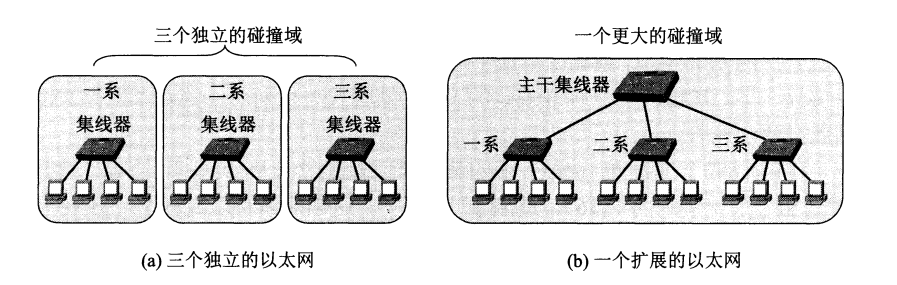 三个独立的碰撞域
一系
集线器
二系
集线器
三系
集线器
(a) 三个独立的以太网
一个更大的碰撞域
主干集线器
一系
二系
三系
(b) 一个扩展的以太网